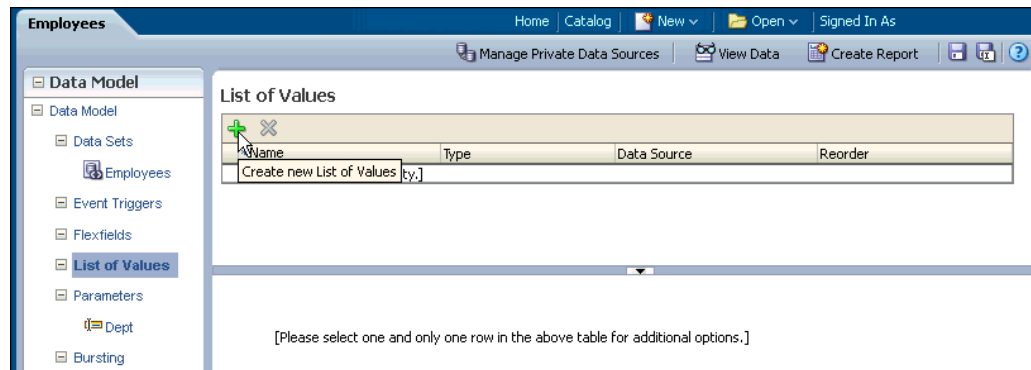 Employees
Home Catalog New Open Signed In As
Manage Private Data Sources View Data Create Report
Data Model
Data Model
Data Sets
Employees
Event Triggers
Flexfields
List of Values
Parameters
Dept
Bursting
List of Values
Name Type Data Source Reorder
Create new List of Values ty.]
[Please select one and only one row in the above table for additional options.]